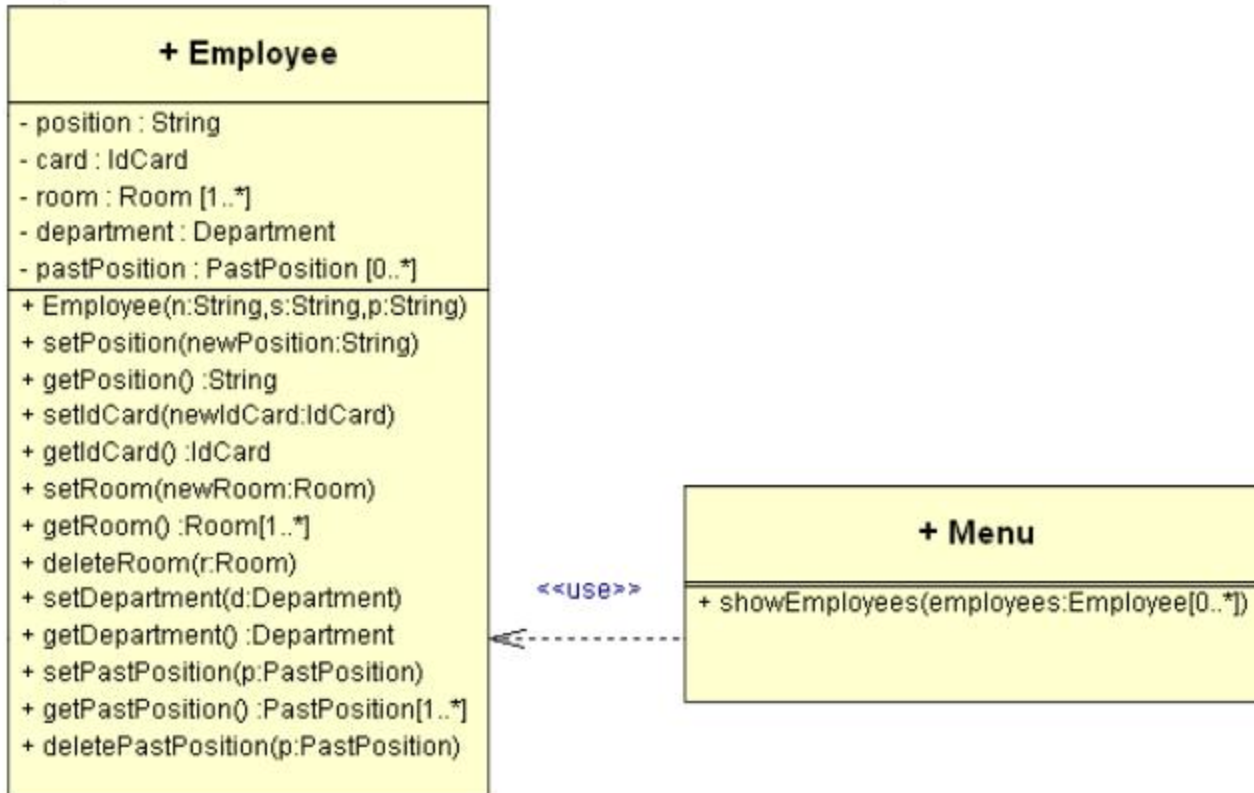 + Employee
- position : String
- card : IdCard
- room : Room [1..*]
- department : Department
- pastPosition : PastPosition [0..*]
+ Employee(n:String,s:String,p:String)
+ setPosition(newPosition:String)
+ getPosition() :String
+ setIdCard(newIdCard:IdCard)
+ getIdCard() :IdCard
+ setRoom(newRoom:Room)
+ getRoom() :Room[1..*]
+ deleteRoom(r:Room)
+ setDepartment(d:Department)
+ getDepartment() :Department
+ setPastPosition(p:PastPosition)
+ getPastPosition() :PastPosition[1..*]
+ deletePastPosition(p:PastPosition)
<<use>>
+ Menu
+ showEmployees(employees:Employee[0..*])